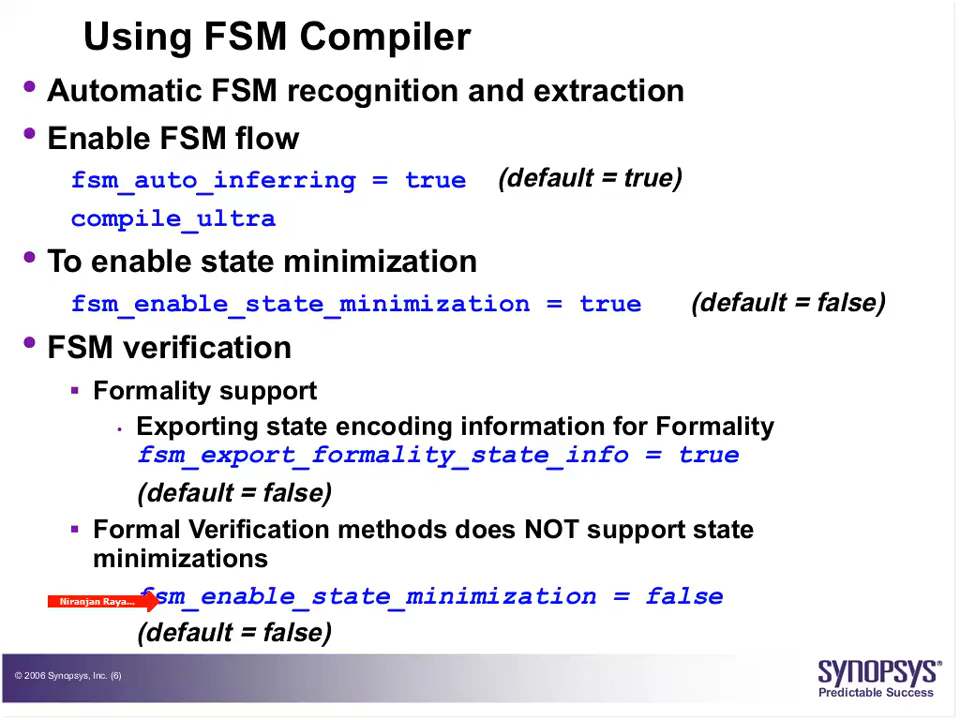 Using FSM Compiler
• Automatic FSM recognition and extraction
• Enable FSM flow
fsm_auto_inferring = true (default = true)
compile_ultra
• To enable state minimization
fsm_enable_state_minimization = true (default = false)
• FSM verification
▪ Formality support
• Exporting state encoding information for Formality
fsm_export_formality_state_info = true
(default = false)
▪ Formal Verification methods does NOT support state
minimizations
Niranjan Raya... fsm_enable_state_minimization = false
(default = false)
© 2006 Synopsys, Inc. (6)
SYNOPSYS®
Predictable Success